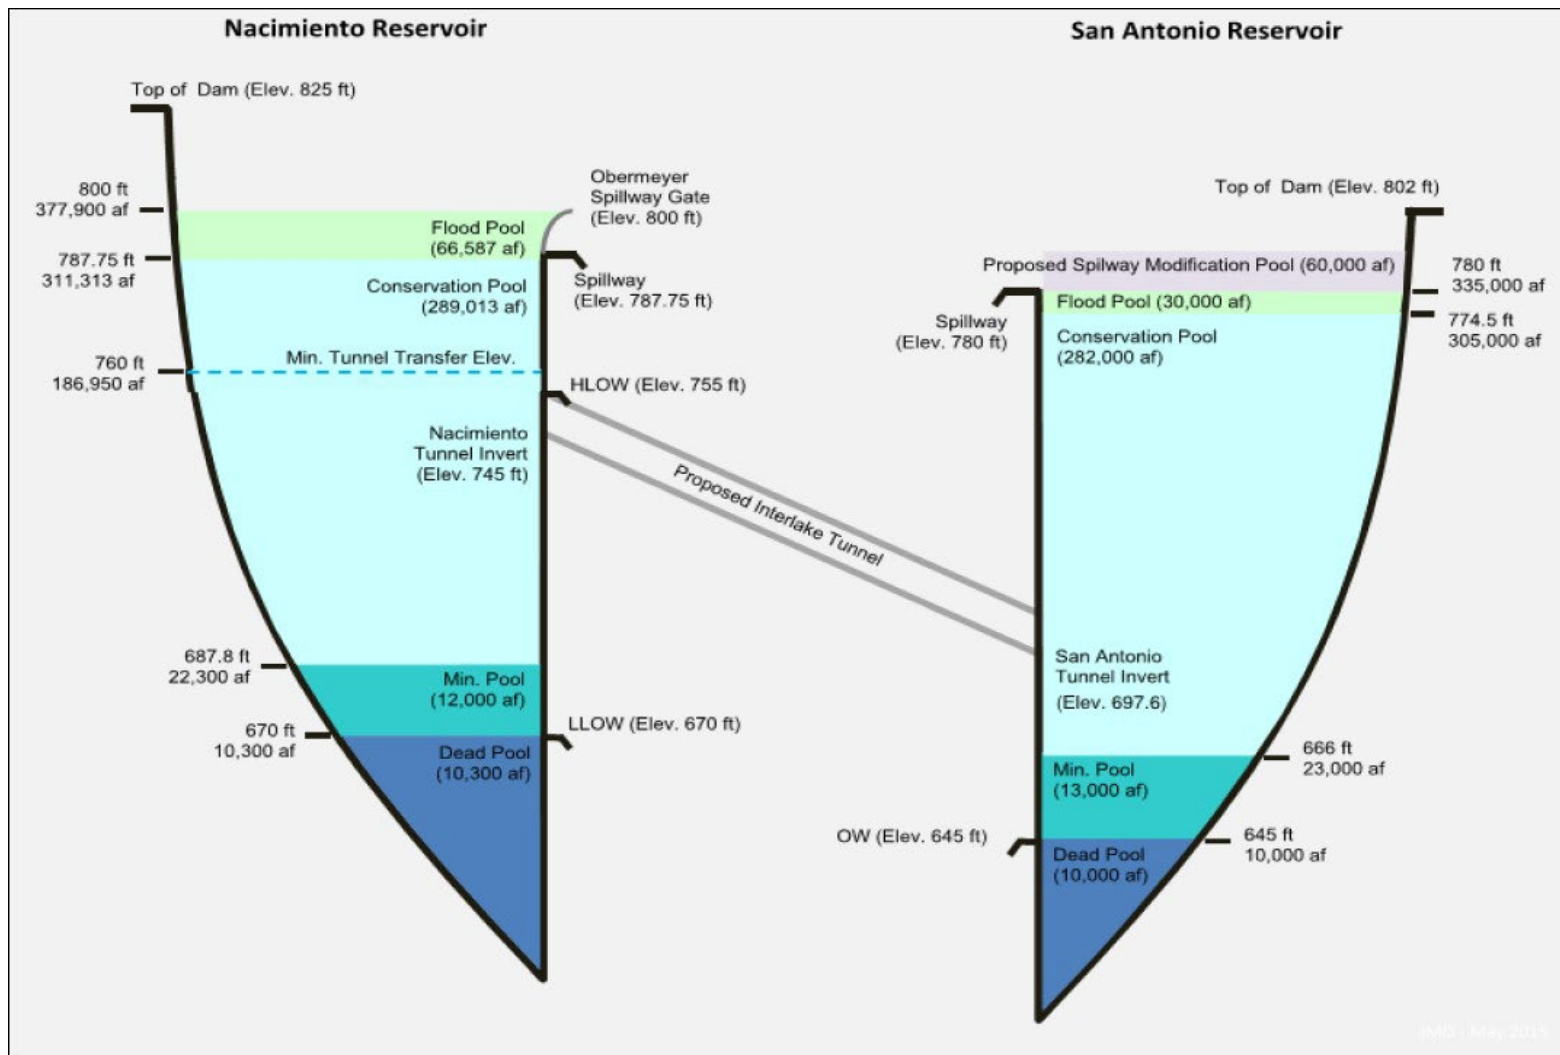 Nacimiento Reservoir
Top of Dam (Elev. 825 ft)
800 ft
377,900 af
787.75 ft
311,313 af
760 ft
186,950 af
687.8 ft
22,300 af
670 ft
10,300 af
Flood Pool
(66,587 af)
Conservation Pool
(289,013 af)
Min. Tunnel Transfer Elev.
Nacimiento
Tunnel Invert
(Elev. 745 ft)
Min. Pool
(12,000 af)
Dead Pool
(10,300 af)
Obermeyer
Spillway Gate
(Elev. 800 ft)
Spillway
(Elev. 787.75 ft)
HLOW (Elev. 755 ft)
LLOW (Elev. 670 ft)
Proposed Interlake Tunnel
San Antonio Reservoir
Top of Dam (Elev. 802 ft)
Proposed Spilway Modification Pool (60,000 af)
Flood Pool (30,000 af)
Spillway
(Elev. 780 ft)
Conservation Pool
(282,000 af)
780 ft
335,000 af
774.5 ft
305,000 af
San Antonio
Tunnel Invert
(Elev. 697.6)
Min. Pool
(13,000 af)
666 ft
23,000 af
OW (Elev. 645 ft)
Dead Pool
(10,000 af)
645 ft
10,000 af